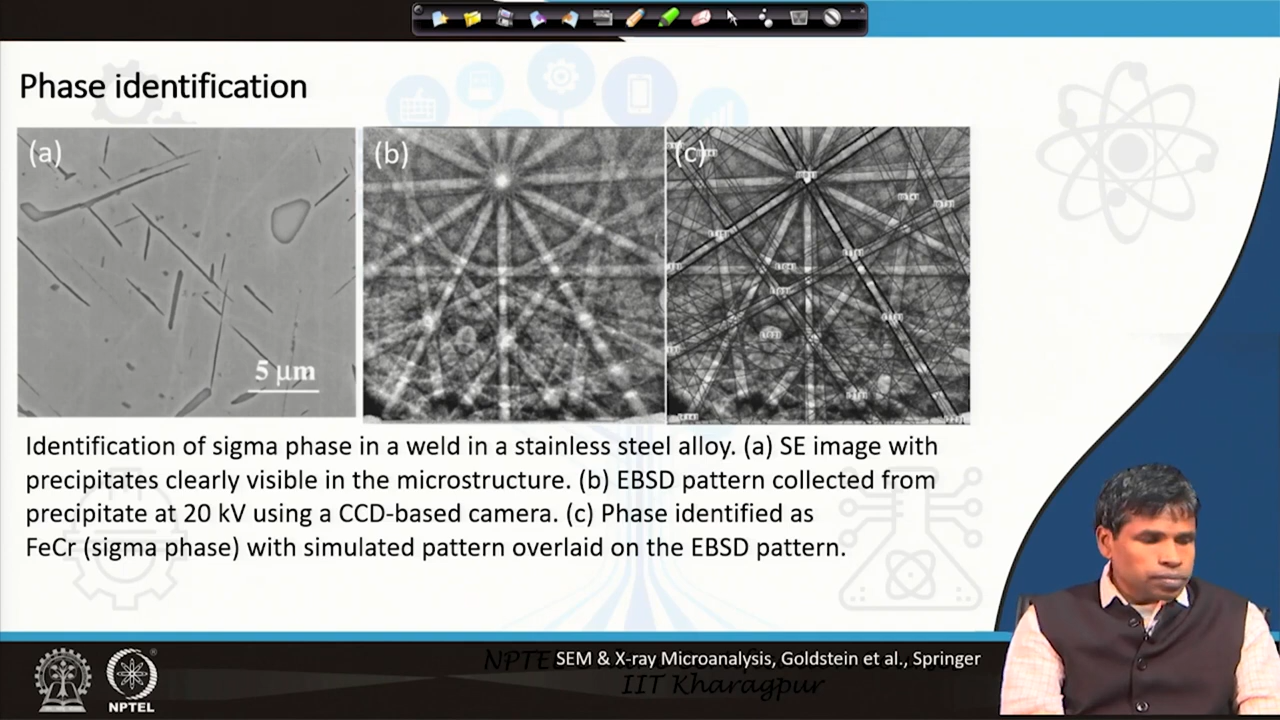 Phase identification
(a)
(b)
(c)
5 µm
Identification of sigma phase in a weld in a stainless steel alloy. (a) SE image with
precipitates clearly visible in the microstructure. (b) EBSD pattern collected from
precipitate at 20 kV using a CCD-based camera. (c) Phase identified as
FeCr (sigma phase) with simulated pattern overlaid on the EBSD pattern.
SEM & X-ray Microanalysis, Goldstein et al., Springer
IIT Kharagpur
NPTEL